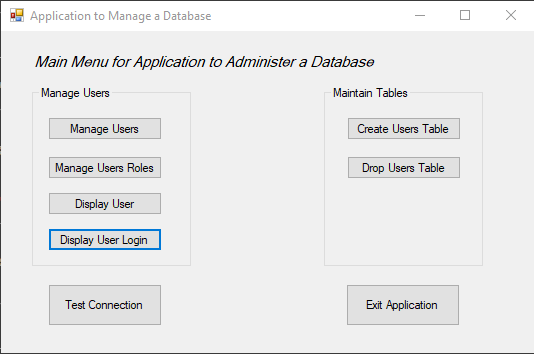 Application to Manage a Database
Main Menu for Application to Administer a Database
Manage Users
Manage Users
Manage Users Roles
Display User
Display User Login
Maintain Tables
Create Users Table
Drop Users Table
Test Connection
Exit Application